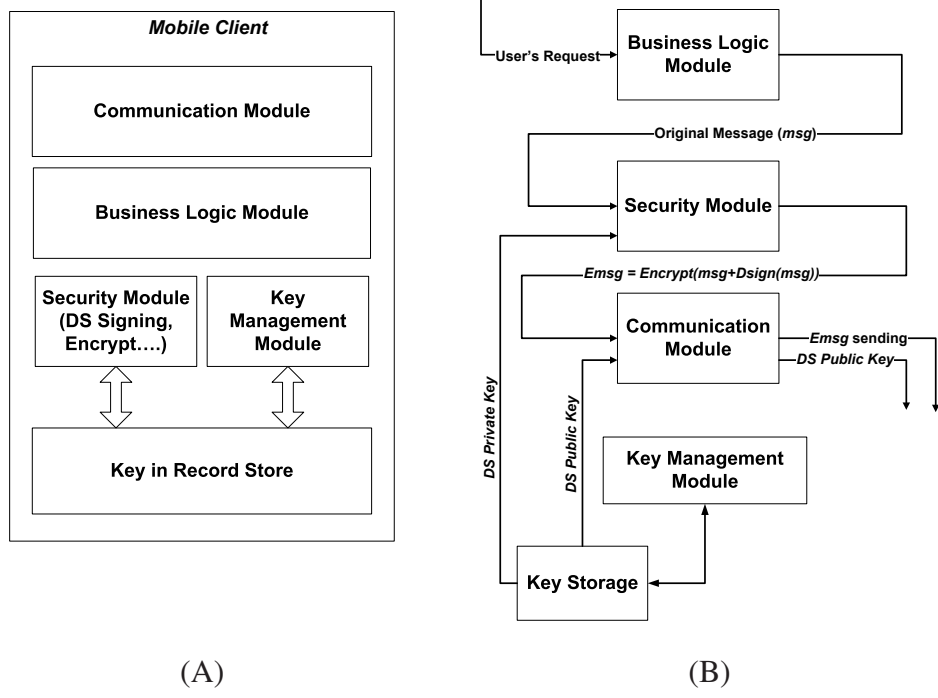 Mobile Client
Communication Module
Business Logic Module
Security Module
(DS Signing,
Encrypt....)
Key
Management
Module
Key in Record Store
(A)
User's Request
Business Logic
Module
Original Message (msg)
Security Module
Emsg = Encrypt(msg+Dsign(msg))
Communication
Module
Emsg sending
DS Public Key
DS Private Key
DS Public Key
Key Management
Module
Key Storage
(B)